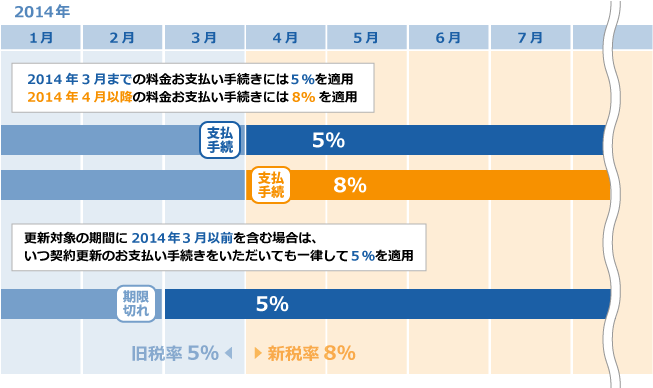 2014年
1月 2月 3月 4月 5月 6月 7月
2014年3月までの料金お支払い手続きには5%を適用
2014年4月以降の料金お支払い手続きには8%を適用
支払
手続
5%
支払
手続
8%
更新対象の期間に2014年3月以前を含む場合は、
いつ契約更新のお支払い手続きをいただいても一律して5%を適用
期限
切れ
5%
旧税率5% ◀ ▶ 新税率8%